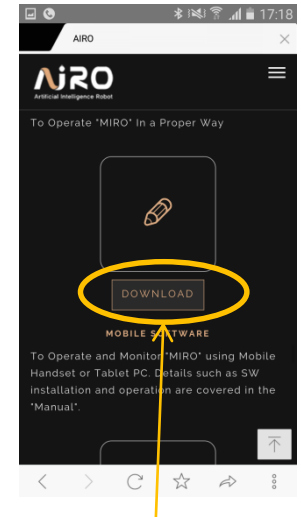 17:18
AIRO
AiRO
Artificial Intelligence Robot
To Operate "MIRO" In a Proper Way
DOWNLOAD
MOBILE SOFTWARE
To Operate and Monitor "MIRO" using Mobile
Handset or Tablet PC. Details such as SW
installation and operation are covered in the
"Manual".